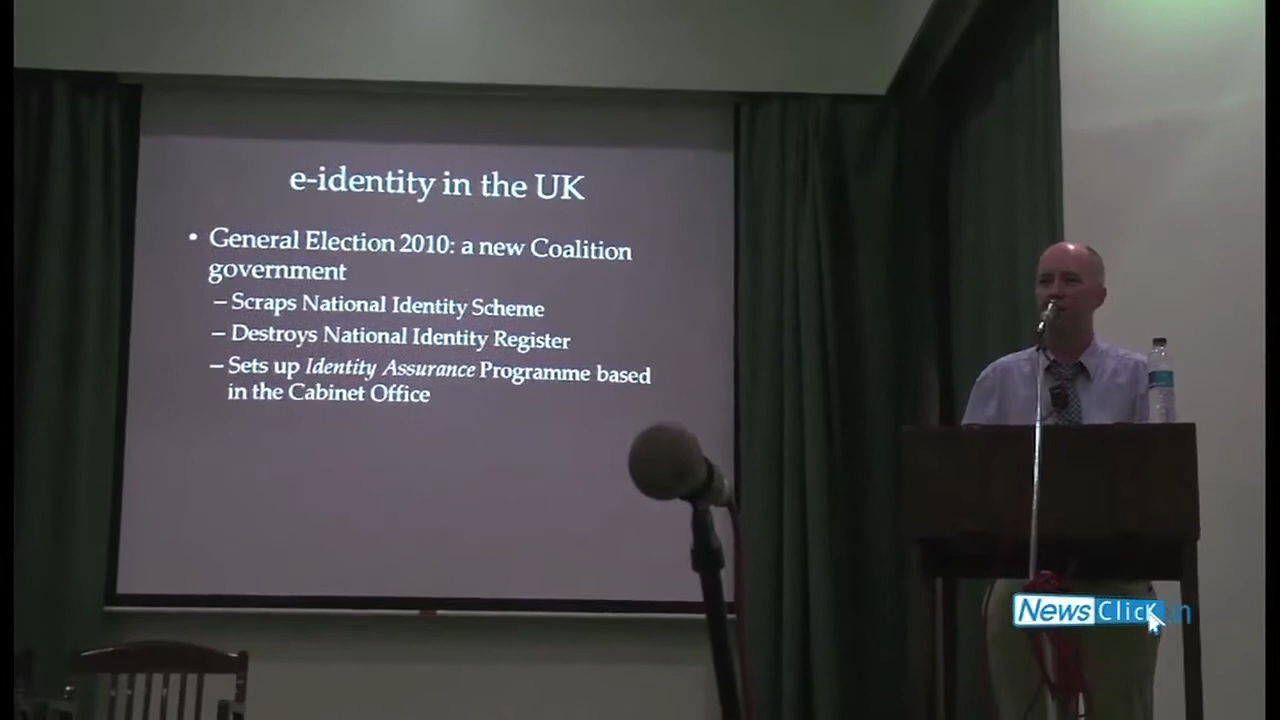 e-identity in the UK
• General Election 2010: a new Coalition
government
– Scraps National Identity Scheme
– Destroys National Identity Register
– Sets up Identity Assurance Programme based
in the Cabinet Office
NewsClick